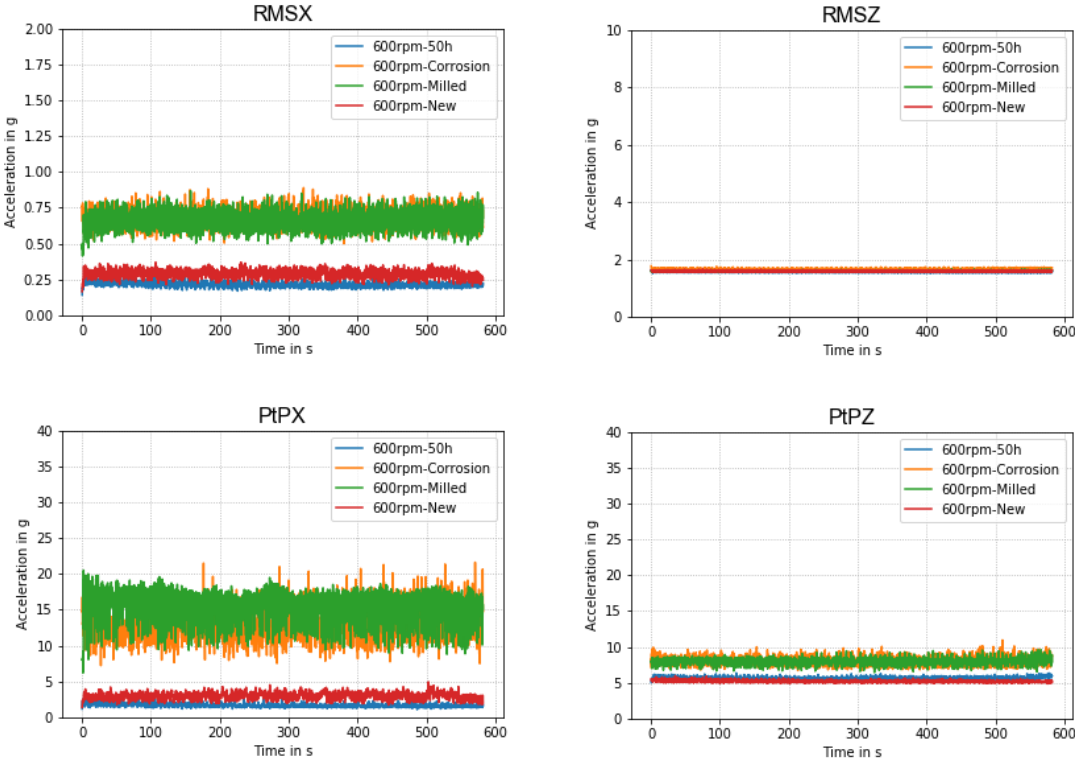 RMSX
2.00
1.75
1.50
1.25
1.00
0.75
0.50
0.25
0.00
Acceleration in g
600rpm-50h
600rpm-Corrosion
600rpm-Milled
600rpm-New
0 100 200 300 400 500 600
Time in s
RMSZ
10
8
6
4
2
0
Acceleration in g
600rpm-50h
600rpm-Corrosion
600rpm-Milled
600rpm-New
0 100 200 300 400 500 600
Time in s
PtPX
40
35
30
25
20
15
10
5
0
Acceleration in g
600rpm-50h
600rpm-Corrosion
600rpm-Milled
600rpm-New
0 100 200 300 400 500 600
Time in s
PtPZ
40
35
30
25
20
15
10
5
0
Acceleration in g
600rpm-50h
600rpm-Corrosion
600rpm-Milled
600rpm-New
0 100 200 300 400 500 600
Time in s